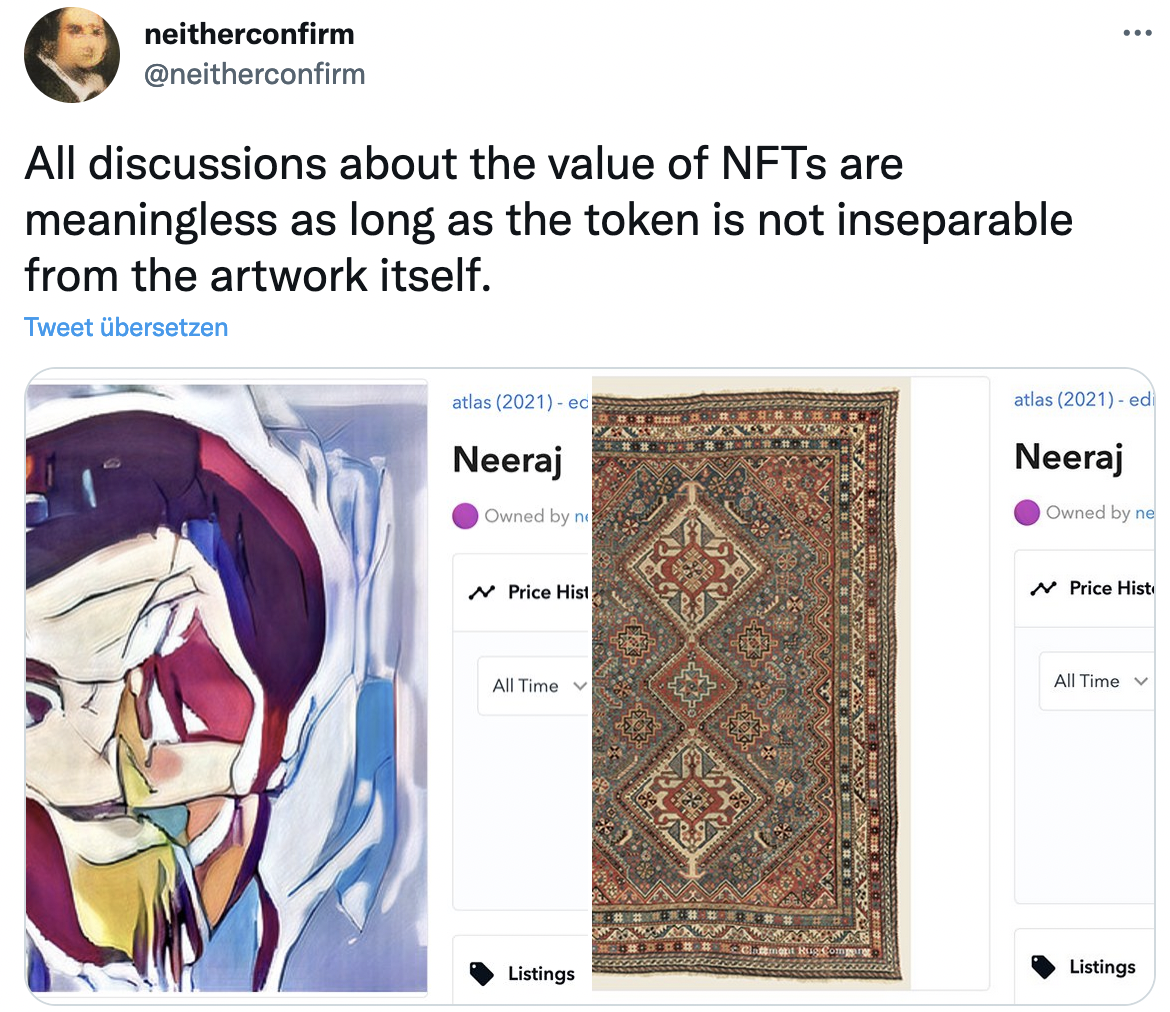 neitherconfirm
@neitherconfirm
All discussions about the value of NFTs are
meaningless as long as the token is not inseparable
from the artwork itself.
Tweet übersetzen
atlas (2021) - ed
Neeraj
Owned by ne
Price Hist
All Time
Listings
Claremont Rug Company
atlas (2021) - edi
Neeraj
Owned by ne
Price Histo
All Time
Listings